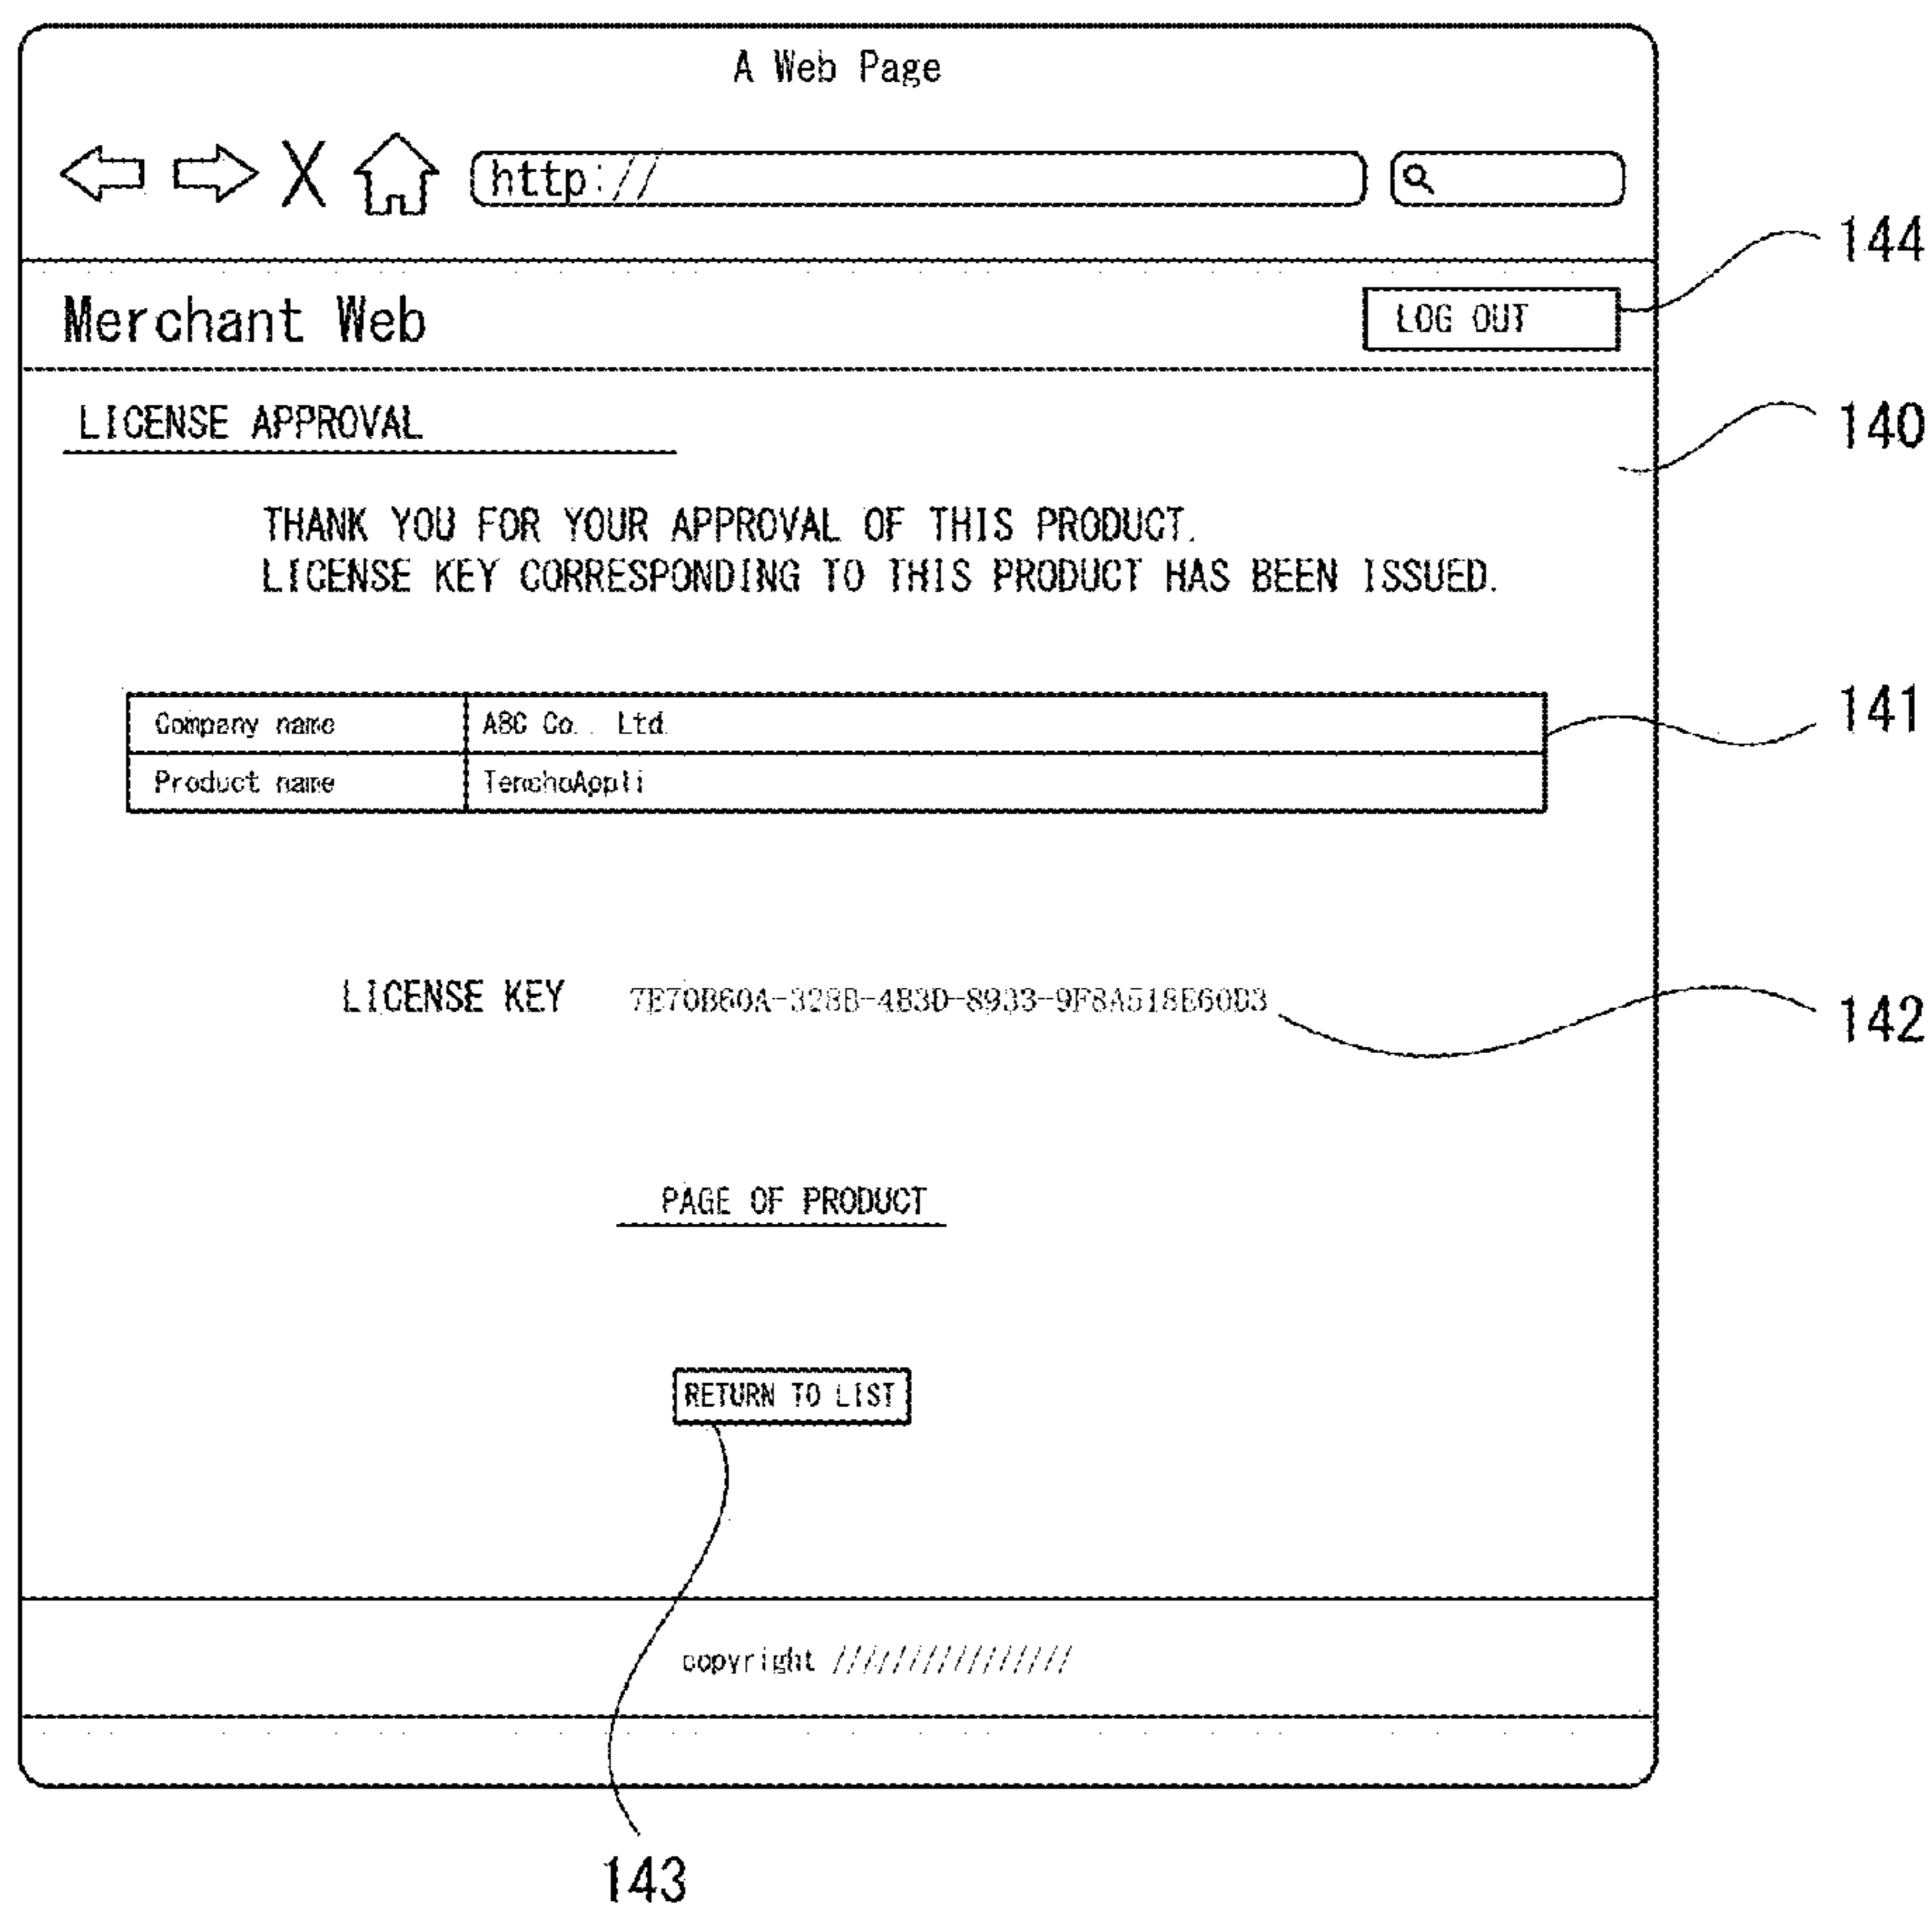 A Web Page
X http://
144
Merchant Web LOG OUT
140
LICENSE APPROVAL
THANK YOU FOR YOUR APPROVAL OF THIS PRODUCT.
LICENSE KEY CORRESPONDING TO THIS PRODUCT HAS BEEN ISSUED.
141
Company name ABC Co., Ltd.
Product name TenchoAppli
LICENSE KEY 7E70B60A-328B-4B3D-8933-9F8A518E60D3
142
PAGE OF PRODUCT
RETURN TO LIST
copyright ////////////////
143